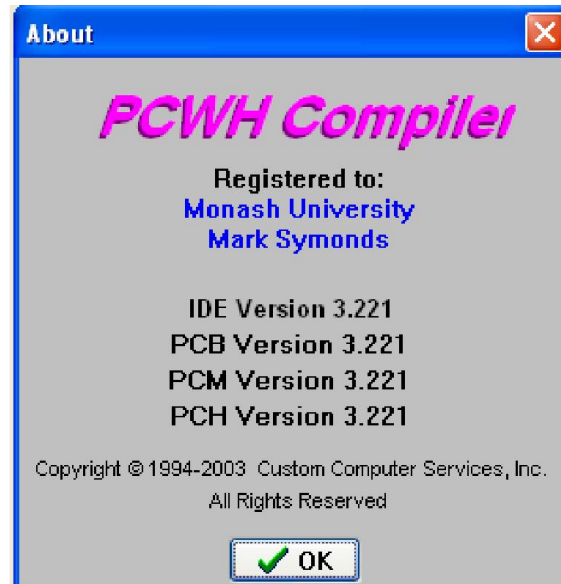 About
PCWH Compiler
Registered to:
Monash University
Mark Symonds
IDE Version 3.221
PCB Version 3.221
PCM Version 3.221
PCH Version 3.221
Copyright © 1994-2003 Custom Computer Services, Inc.
All Rights Reserved
OK